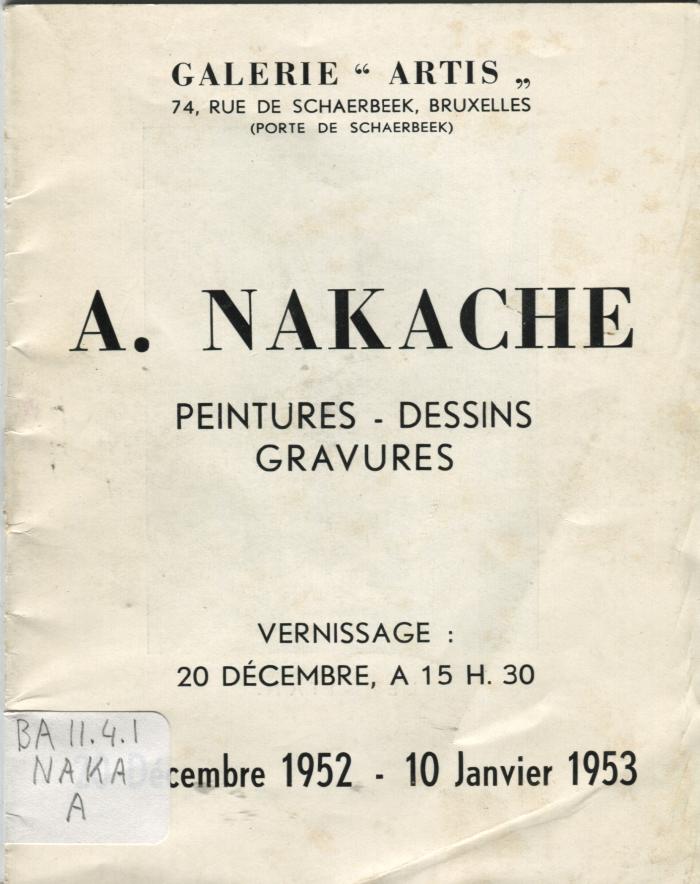 GALERIE “ ARTIS „
74, RUE DE SCHAERBEEK, BRUXELLES
(PORTE DE SCHAERBEEK)
A. NAKACHE
PEINTURES - DESSINS
GRAVURES
VERNISSAGE :
20 DÉCEMBRE, A 15 H. 30
Décembre 1952 - 10 Janvier 1953
BA 11.4.1
NAKA
A